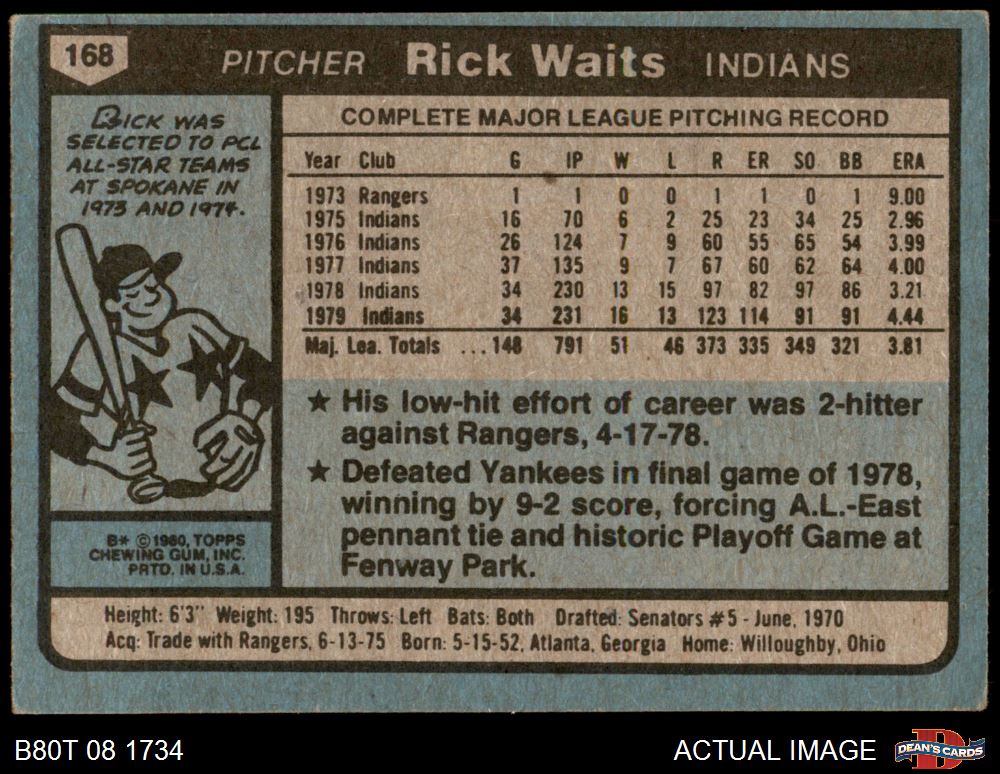 168
PITCHER Rick Waits INDIANS
RICK WAS
SELECTED TO PCL
ALL-STAR TEAMS
AT SPOKANE IN
1973 AND 1974.
COMPLETE MAJOR LEAGUE PITCHING RECORD
Year Club G IP W L R ER SO BB ERA
1973 Rangers 1 1 0 0 1 1 0 1 9.00
1975 Indians 16 70 6 2 25 23 34 25 2.96
1976 Indians 26 124 7 9 60 55 65 54 3.99
1977 Indians 37 135 9 7 67 60 62 64 4.00
1978 Indians 34 230 13 15 97 82 97 86 3.21
1979 Indians 34 231 16 13 123 114 91 91 4.44
Maj. Lea. Totals ...148 791 51 46 373 335 349 321 3.81
★ His low-hit effort of career was 2-hitter
against Rangers, 4-17-78.
★ Defeated Yankees in final game of 1978,
winning by 9-2 score, forcing A.L.-East
pennant tie and historic Playoff Game at
Fenway Park.
B* © 1980, TOPPS
CHEWING GUM, INC.
PRTD. IN U.S.A.
Height: 6'3" Weight: 195 Throws: Left Bats: Both Drafted: Senators #5 - June, 1970
Acq: Trade with Rangers, 6-13-75 Born: 5-15-52, Atlanta, Georgia Home: Willoughby, Ohio
B80T 08 1734
ACTUAL IMAGE
D
DEAN'S CARDS